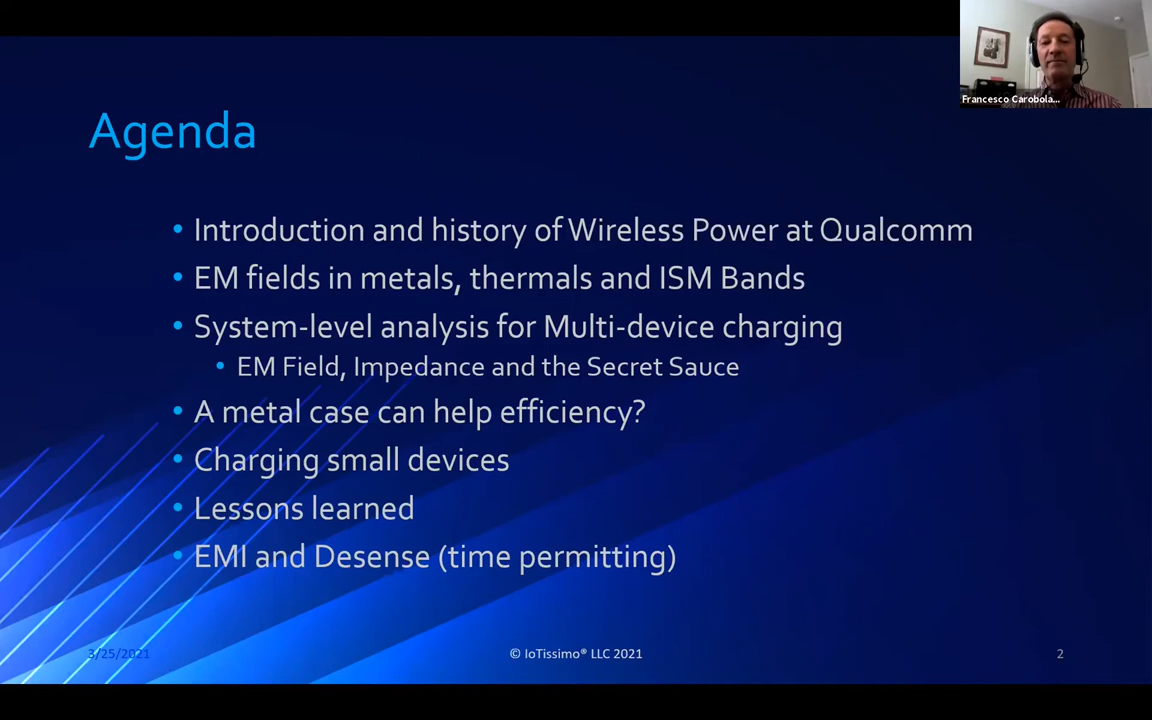 Francesco Carobola...
Agenda
• Introduction and history of Wireless Power at Qualcomm
• EM fields in metals, thermals and ISM Bands
• System-level analysis for Multi-device charging
• EM Field, Impedance and the Secret Sauce
• A metal case can help efficiency?
• Charging small devices
• Lessons learned
• EMI and Desense (time permitting)
3/25/2021
© IoTissimo® LLC 2021
2